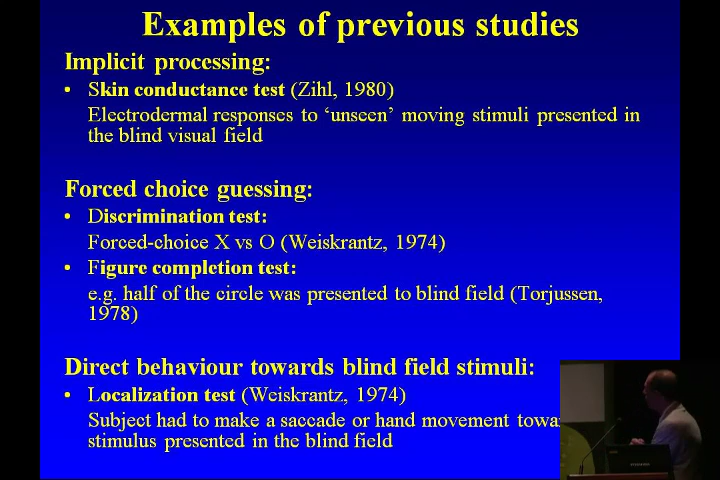 Examples of previous studies
Implicit processing:
• Skin conductance test (Zihl, 1980)
Electrodermal responses to ‘unseen’ moving stimuli presented in
the blind visual field
Forced choice guessing:
• Discrimination test:
Forced-choice X vs O (Weiskrantz, 1974)
• Figure completion test:
e.g. half of the circle was presented to blind field (Torjussen,
1978)
Direct behaviour towards blind field stimuli:
• Localization test (Weiskrantz, 1974)
Subject had to make a saccade or hand movement
stimulus presented in the blind field